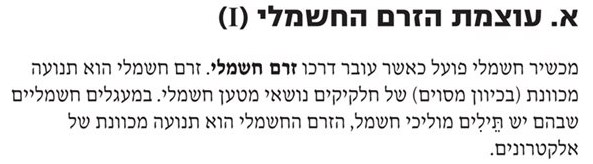 א. עוצמת הזרם החשמלי (I)
מכשיר חשמלי פועל כאשר עובר דרכו זרם חשמלי. זרם חשמלי הוא תנועה
מכוונת (בכיוון מסוים) של חלקיקים נושאי מטען חשמלי. במעגלים חשמליים
שבהם יש תֵּילִים מוליכי חשמל, הזרם החשמלי הוא תנועה מכוונת של
אלקטרונים.